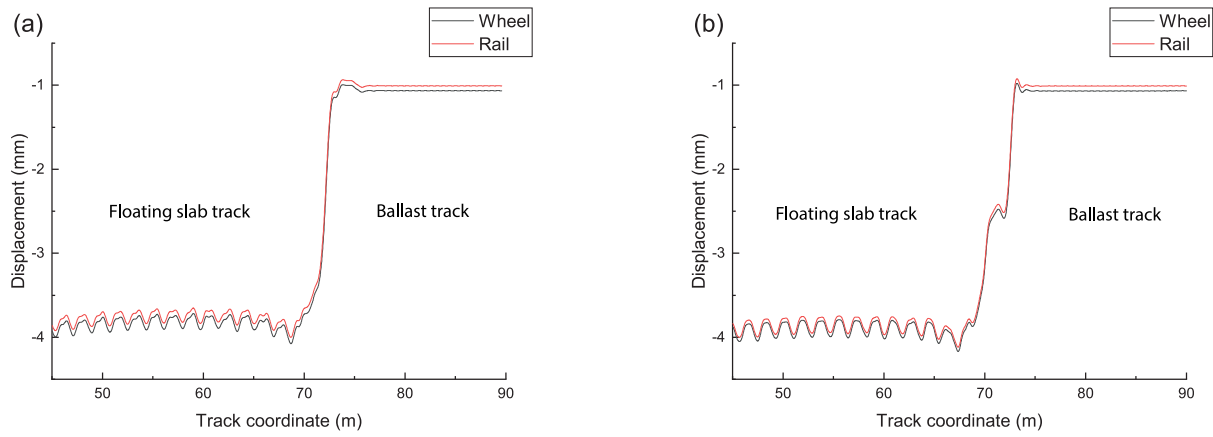 (a)
Wheel
Rail
-1
-2
-3
-4
Displacement (mm)
Floating slab track
Ballast track
50
60
70
80
90
Track coordinate (m)
(b)
Wheel
Rail
-1
-2
-3
-4
Displacement (mm)
Floating slab track
Ballast track
50
60
70
80
90
Track coordinate (m)